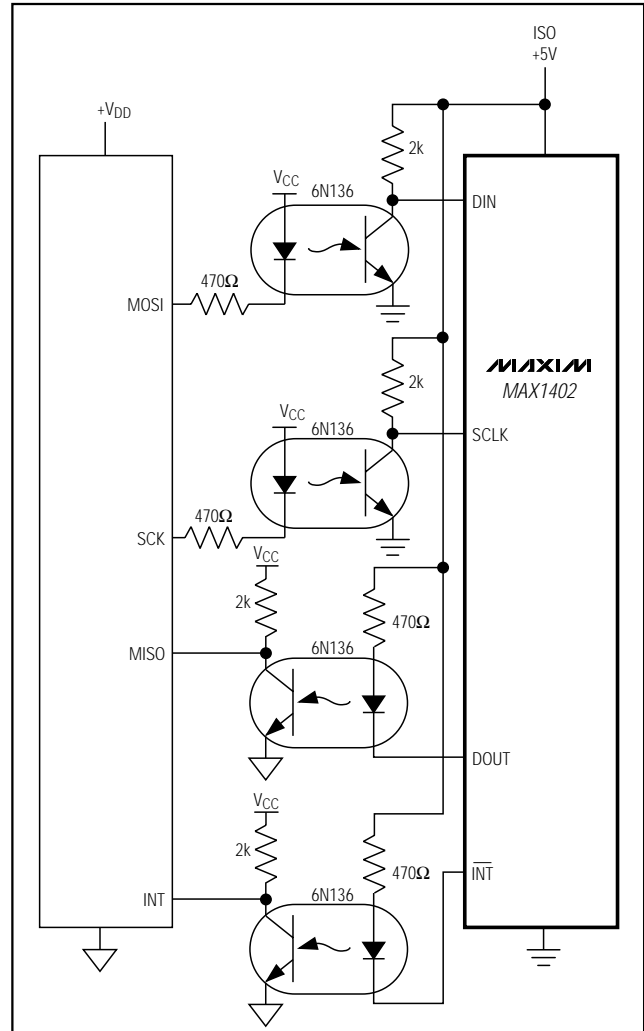 ISO
+5V
+VDD
2k
VCC
6N136
DIN
470Ω
MOSI
2k
MAXIM
MAX1402
VCC
6N136
SCLK
470Ω
SCK
VCC
2k
470Ω
6N136
MISO
DOUT
VCC
2k
470Ω
INT
6N136
INT